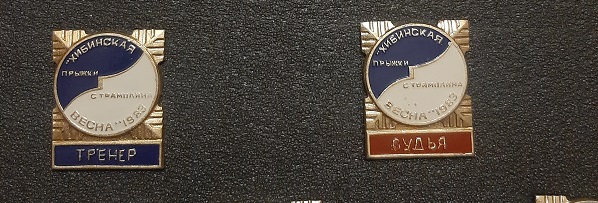 "ХИБИНСКАЯ
ПРЫЖКИ
С ТРАМПЛИНА
ВЕСНА" 1983
ТРЕНЕР
"ХИБИНСКАЯ
ПРЫЖКИ
С ТРАМПЛИНА
ВЕСНА" 1983
СУДЬЯ